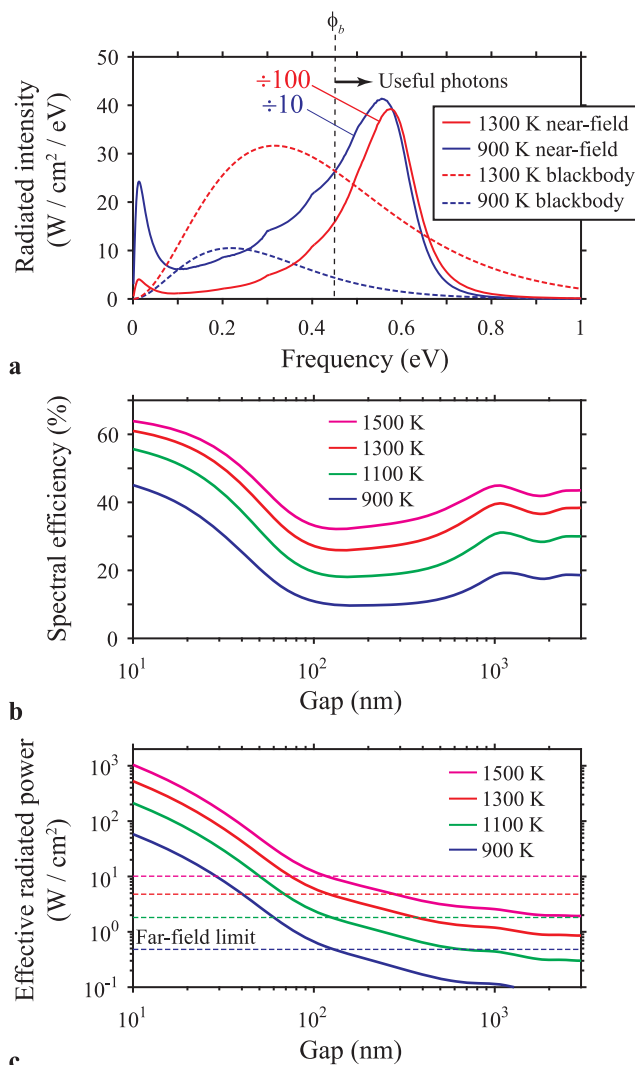 ϕb
50
40
30
20
10
0
Radiated intensity
(W / cm² / eV)
÷100
÷10
Useful photons
1300 K near-field
900 K near-field
1300 K blackbody
900 K blackbody
0
0.2
0.4
0.6
0.8
1
Frequency (eV)
a
60
40
20
0
Spectral efficiency (%)
1500 K
1300 K
1100 K
900 K
10¹
10²
10³
Gap (nm)
b
10³
10²
10¹
10⁰
10⁻¹
Effective radiated power
(W / cm²)
1500 K
1300 K
1100 K
900 K
Far-field limit
10¹
10²
10³
Gap (nm)
c